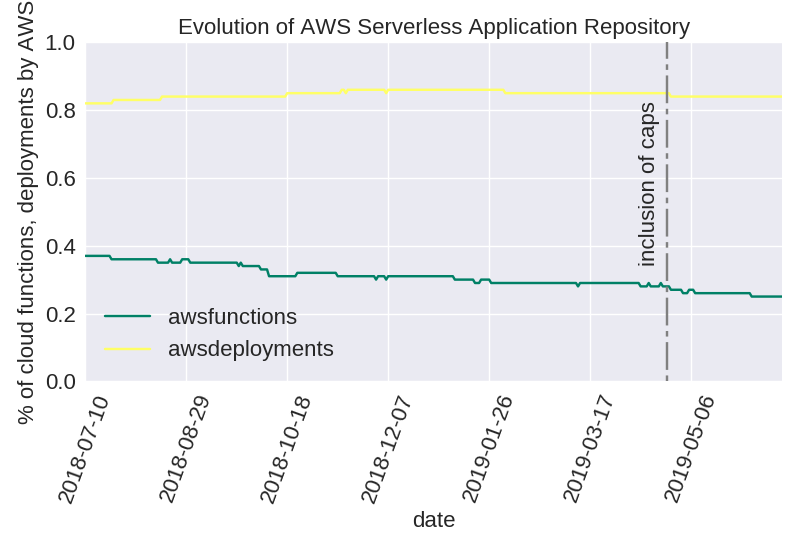 Evolution of AWS Serverless Application Repository
% of cloud functions, deployments by AWS
1.0
0.8
0.6
0.4
0.2
0.0
inclusion of caps
awsfunctions
awsdeployments
2018-07-10
2018-08-29
2018-10-18
2018-12-07
2019-01-26
2019-03-17
2019-05-06
date